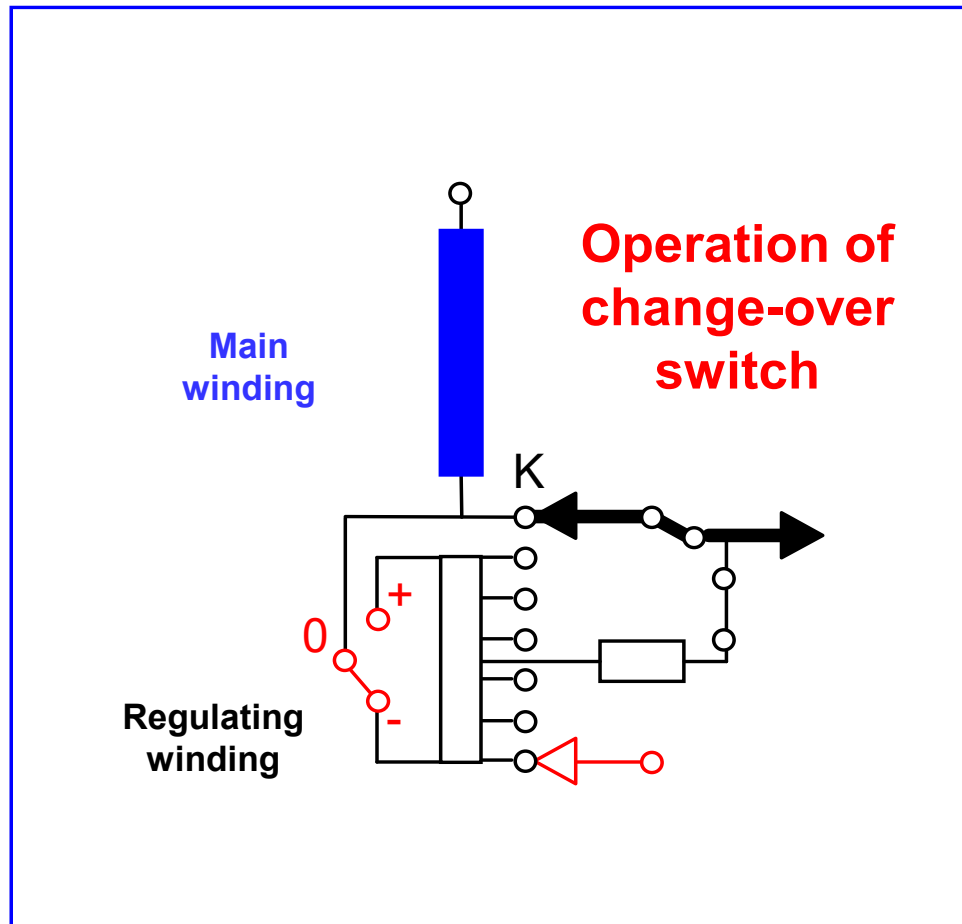 Operation of
change-over
switch
Main
winding
K
+
0
-
Regulating
winding